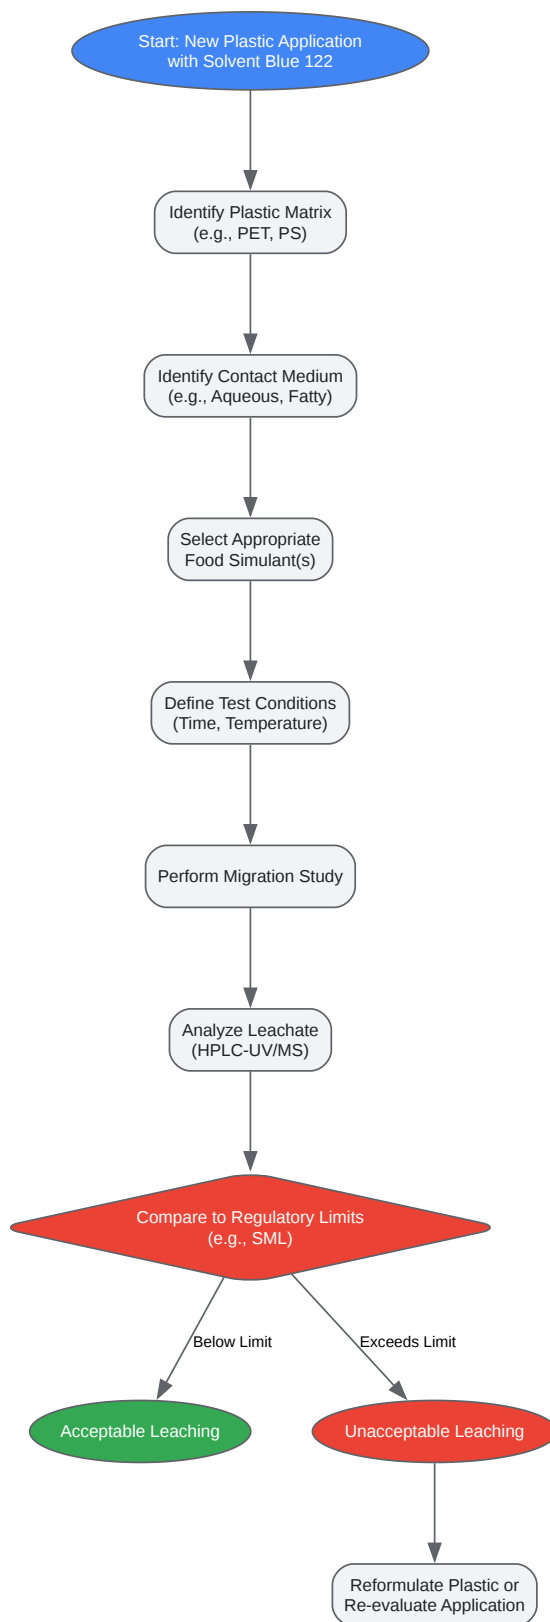 Start: New Plastic Application
with Solvent Blue 122
Identify Plastic Matrix
(e.g., PET, PS)
Identify Contact Medium
(e.g., Aqueous, Fatty)
Select Appropriate
Food Simulant(s)
Define Test Conditions
(Time, Temperature)
Perform Migration Study
Analyze Leachate
(HPLC-UV/MS)
Compare to Regulatory Limits
(e.g., SML)
Below Limit
Exceeds Limit
Acceptable Leaching
Unacceptable Leaching
Reformulate Plastic or
Re-evaluate Application